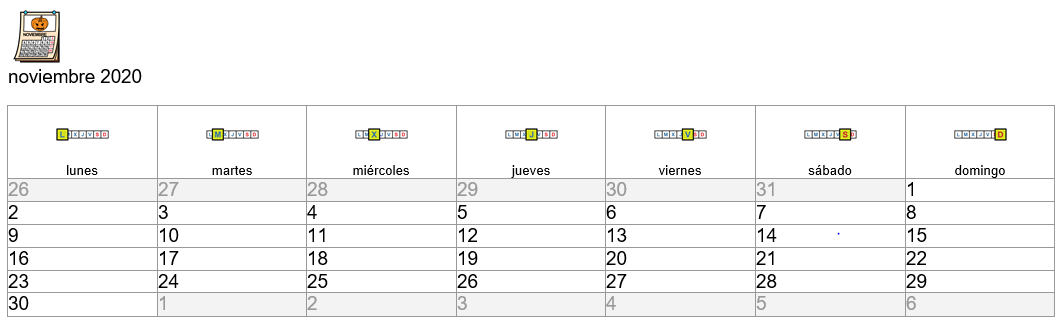 NOVIEMBRE
noviembre 2020
L X J V S D
L M X J V S D
L X J V S D
L M X J V S D
L M X J V S D
L M X J V S D
L M X J V D
lunes martes miércoles jueves viernes sábado domingo
26 27 28 29 30 31 1
2 3 4 5 6 7 8
9 10 11 12 13 14 15
16 17 18 19 20 21 22
23 24 25 26 27 28 29
30 1 2 3 4 5 6